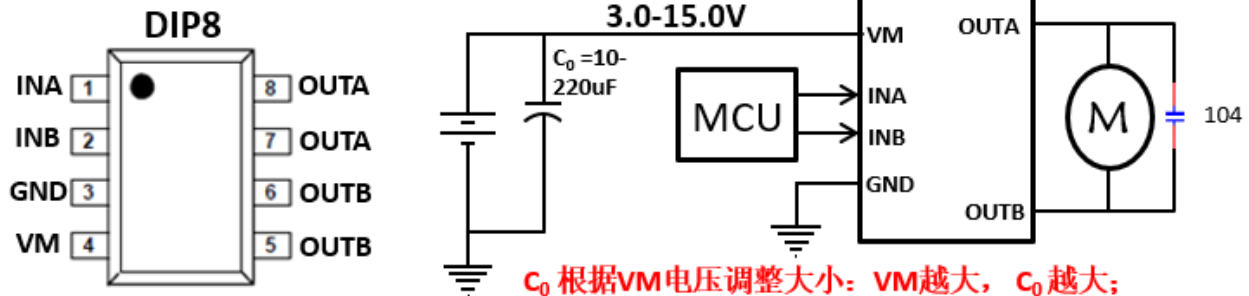 DIP8
INA 1
8 OUTA
INB 2
7 OUTA
GND 3
6 OUTB
VM 4
5 OUTB
3.0-15.0V
C₀ =10-
220uF
MCU
VM
INA
INB
GND
OUTA
OUTB
M
104
C₀ 根据VM电压调整大小：VM越大， C₀ 越大；